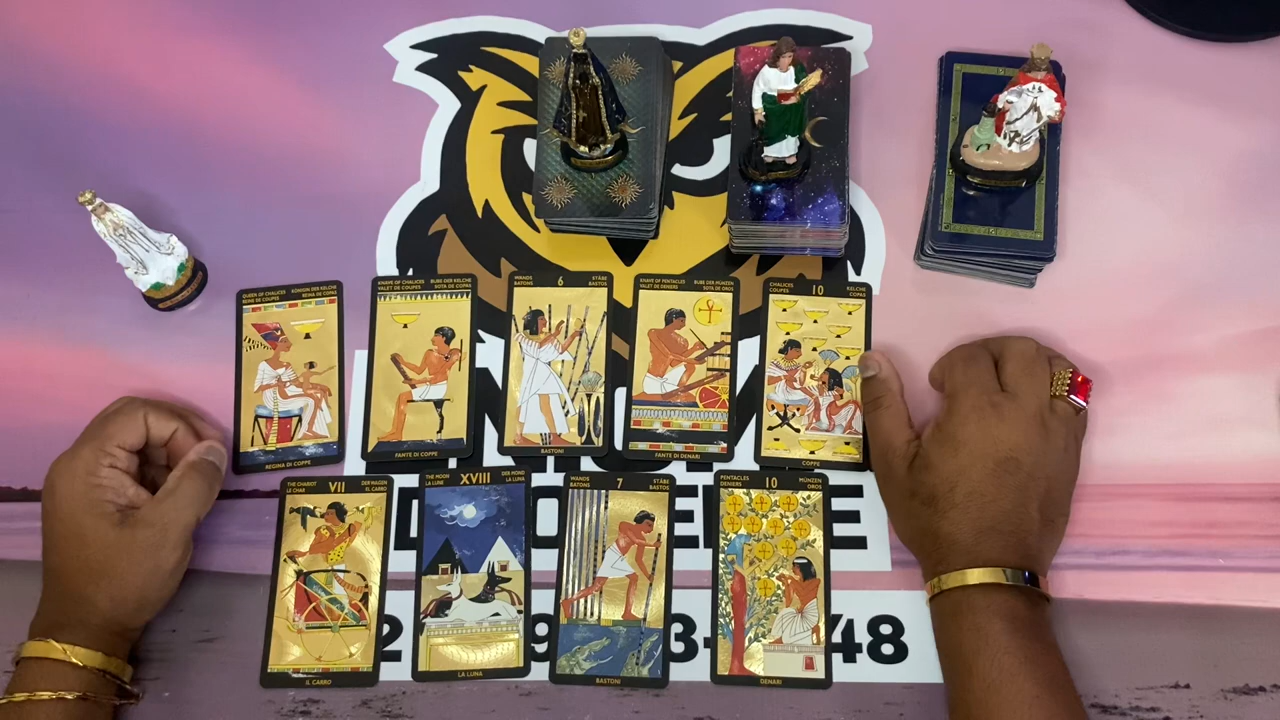 QUEEN OF CHALICES KÖNIGIN DER KELCHE
REINE DE COUPES REINA DE COPAS
REGINA DI COPPE
KNAVE OF CHALICES BUBE DER KELCHE
VALET DE COUPES SOTA DE COPAS
FANTE DI COPPE
WANDS 6 STÄBE
BATONS BASTOS
BASTONI
KNAVE OF PENTACLES BUBE DER MÜNZEN
VALET DE DENIERS SOTA DE OROS
FANTE DI DENARI
CHALICES 10 KELCHE
COUPES COPAS
COPPE
THE CHARIOT VII DER WAGEN
LE CHAR EL CARRO
IL CARRO
THE MOON XVIII DER MOND
LA LUNE LA LUNA
LA LUNA
WANDS 7 STÄBE
BATONS BASTOS
BASTONI
PENTACLES 10 MÜNZEN
DENIERS OROS
DENARI
48